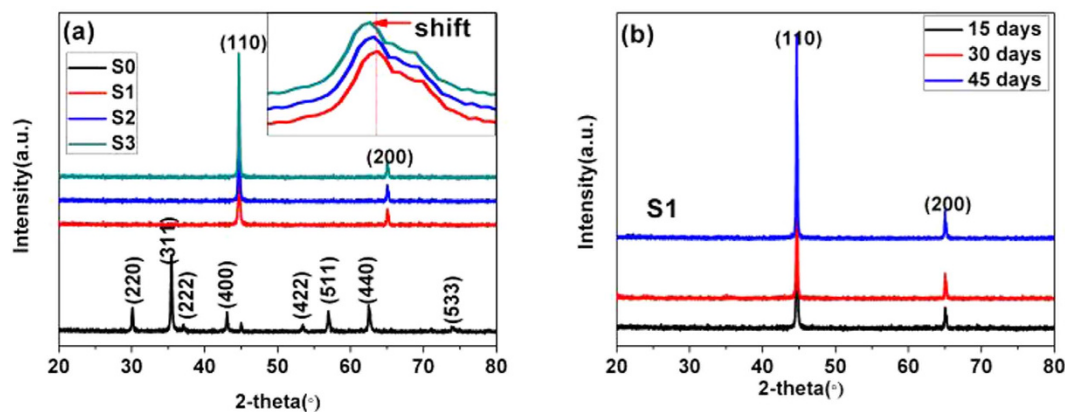 (a)
S0
S1
S2
S3
(110)
shift
(200)
(220)
(311)
(222)
(400)
(422)
(511)
(440)
(533)
Intensity(a.u.)
20 30 40 50 60 70 80
2-theta(°)
(b)
15 days
30 days
45 days
(110)
S1
(200)
Intensity(a.u.)
20 30 40 50 60 70 80
2-theta(°)